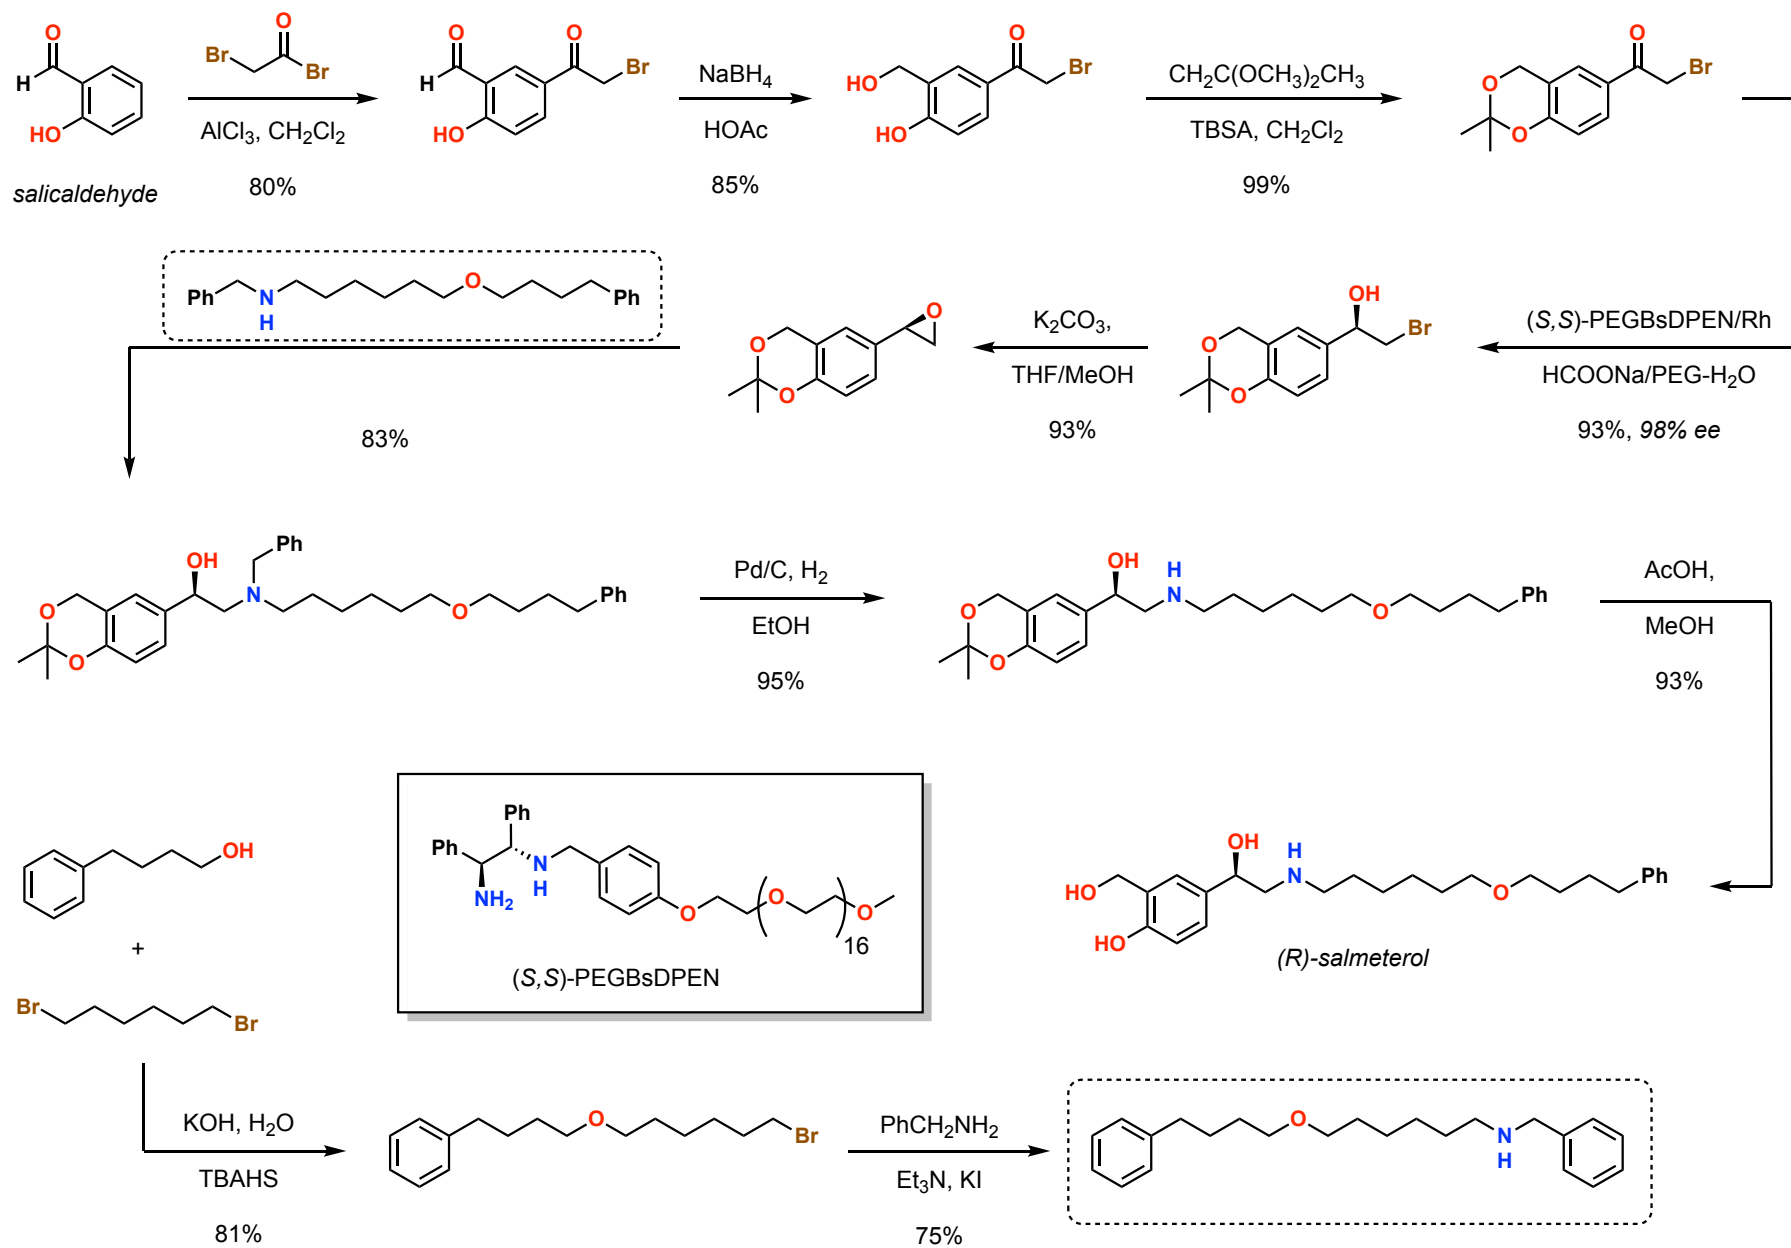 O
H
HO
salicaldehyde
Br
O
Br
AlCl₃, CH₂Cl₂
80%
O
H
HO
O
Br
NaBH₄
HOAc
85%
HO
HO
O
Br
CH₂C(OCH₃)₂CH₃
TBSA, CH₂Cl₂
99%
O
O
O
Br
Ph
N
H
O
Ph
83%
O
O
O
K₂CO₃,
THF/MeOH
93%
OH
Br
O
O
(S,S)-PEGBsDPEN/Rh
HCOONa/PEG-H₂O
93%, 98% ee
Ph
OH
N
O
Ph
O
O
Pd/C, H₂
EtOH
95%
OH
H
N
O
Ph
O
O
AcOH,
MeOH
93%
OH
+
Br
Br
Ph
Ph
N
H
NH₂
O
O
O
16
(S,S)-PEGBsDPEN
OH
H
N
O
Ph
HO
HO
(R)-salmeterol
KOH, H₂O
TBAHS
81%
O
Br
PhCH₂NH₂
Et₃N, KI
75%
O
N
H